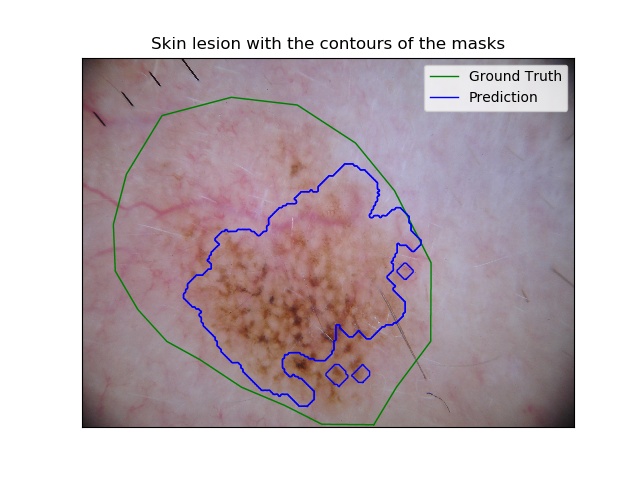 Skin lesion with the contours of the masks
Ground Truth
Prediction